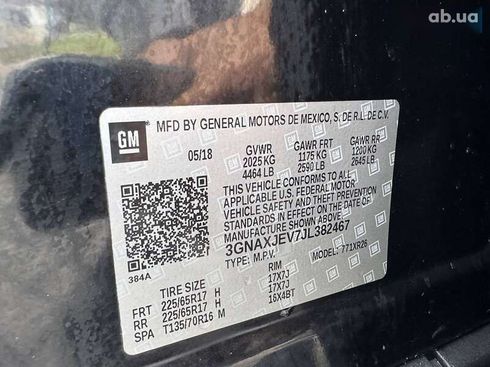 ab.ua
GM
MFD BY GENERAL MOTORS DE MEXICO, S. DE R.L. DE C.V.
05/18 GVWR GAWR FRT GAWR RR
2025 KG 1175 KG 1200 KG
4464 LB 2590 LB 2645 LB
THIS VEHICLE CONFORMS TO ALL
APPLICABLE U.S. FEDERAL MOTOR
VEHICLE SAFETY AND THEFT PREVENTION
STANDARDS IN EFFECT ON THE DATE OF
MANUFACTURE SHOWN ABOVE.
3GNAXJEV7JL382467
TYPE: M.P.V. MODEL: 771XR26
384A
TIRE SIZE RIM
FRT 225/65R17 H 17X7J
RR 225/65R17 H 17X7J
SPA T135/70R16 M 16X4BT